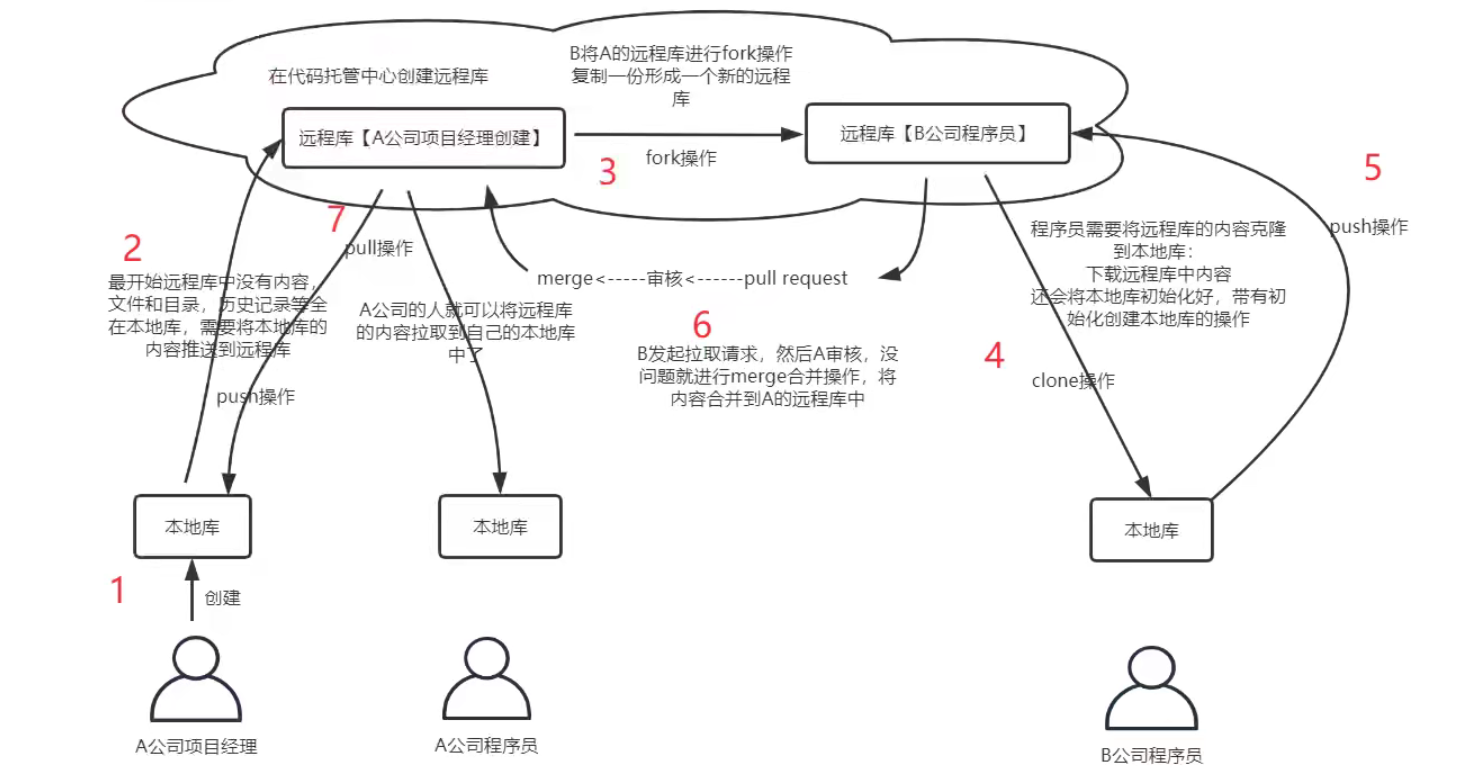 B将A的远程库进行fork操作
复制一份形成一个新的远程
库
在代码托管中心创建远程库
远程库【A公司项目经理创建】
远程库【B公司程序员】
fork操作
3
5
7
2
pull操作
push操作
程序员需要将远程库的内容克隆
到本地库：
下载远程库中内容
还会将本地库初始化好，带有初
始化创建本地库的操作
最开始远程库中没有内容，
文件和目录，历史记录等全
在本地库，需要将本地库的
内容推送到远程库
merge<-----审核<------pull request
A公司的人就可以将远程库
的内容拉取到自己的本地库
中了
6
B发起拉取请求，然后A审核，没
问题就进行merge合并操作，将
内容合并到A的远程库中
4
clone操作
push操作
本地库
本地库
本地库
1
创建
A公司项目经理
A公司程序员
B公司程序员